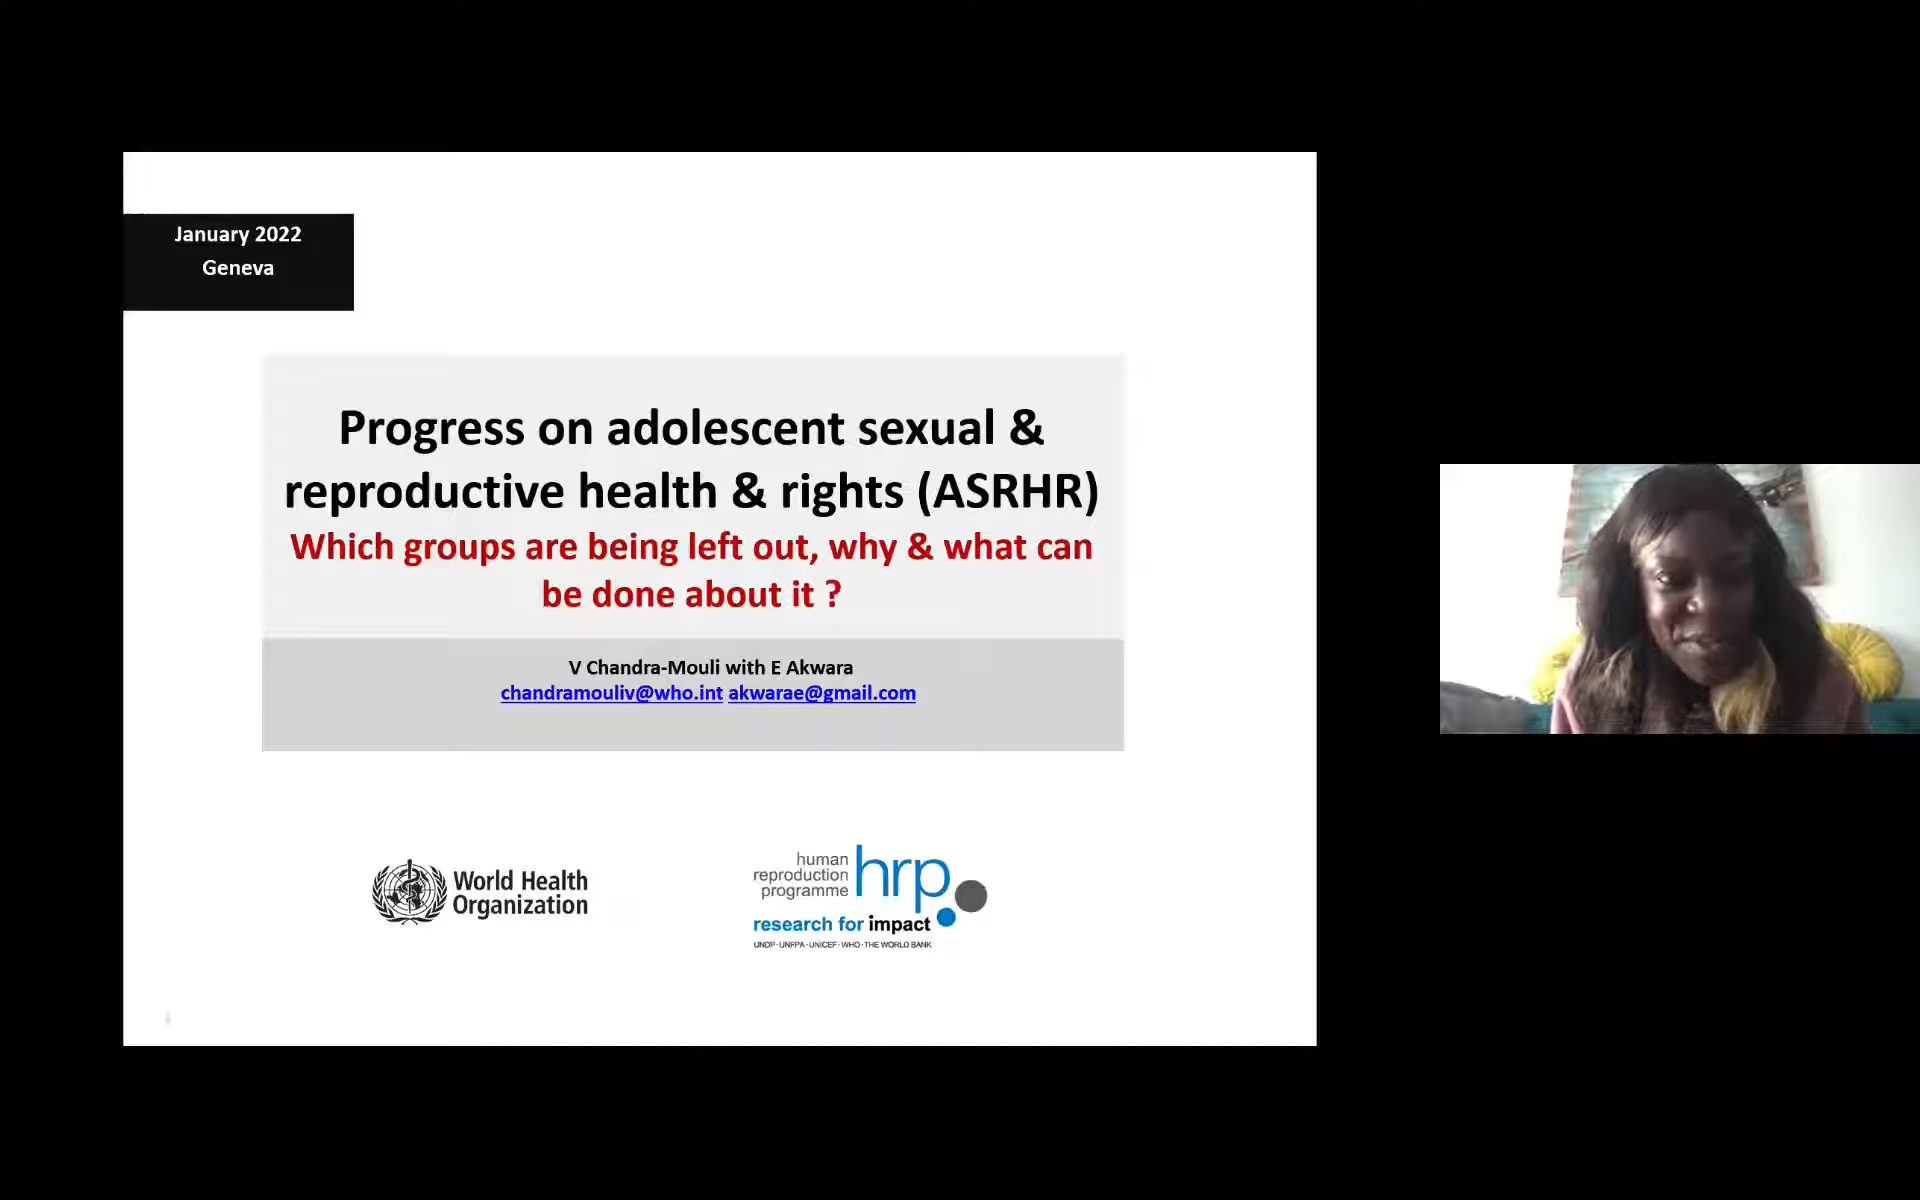 January 2022
Geneva
Progress on adolescent sexual &
reproductive health & rights (ASRHR)
Which groups are being left out, why & what can
be done about it ?
V Chandra-Mouli with E Akwara
chandramouliv@who.int akwarae@gmail.com
World Health
Organization
human
reproduction
programme
hrp
research for impact
UNDP · UNFPA · UNICEF · WHO · THE WORLD BANK